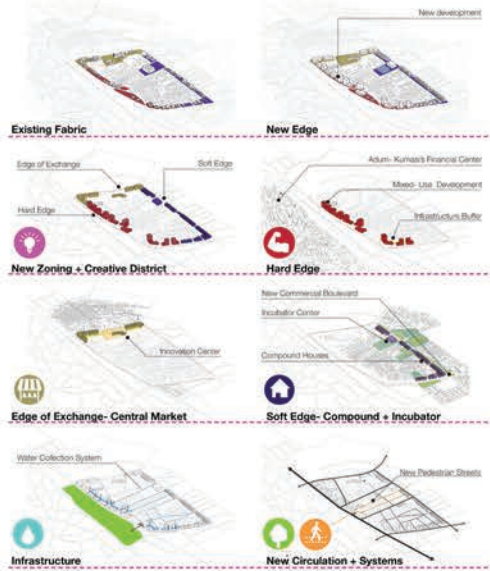 New development
Existing Fabric
New Edge
Edge of Exchange
Soft Edge
Hard Edge
New Zoning + Creative District
Adum- Kumasi's Financial Center
Mixed- Use Development
Infrastructure Buffer
Hard Edge
Innovation Center
Edge of Exchange- Central Market
New Commercial Boulevard
Incubator Center
Compound Houses
Soft Edge- Compound + Incubator
Water Collection System
Infrastructure
New Pedestrian Streets
New Circulation + Systems